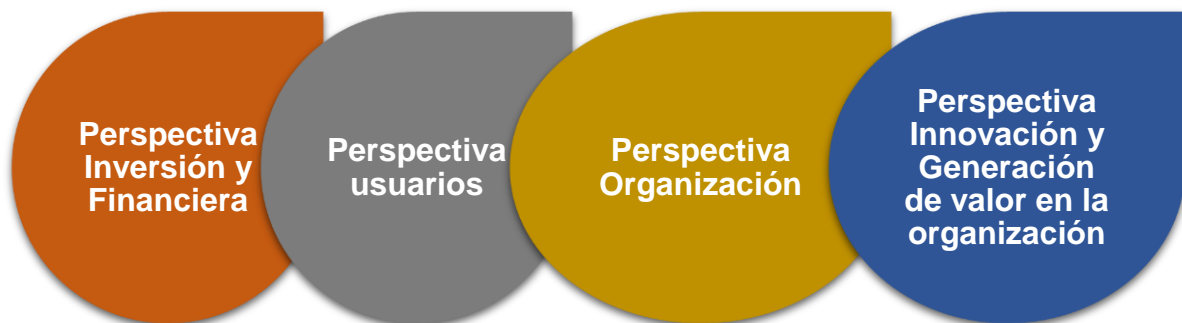 Perspectiva
Inversión y
Financiera
Perspectiva
usuarios
Perspectiva
Organización
Perspectiva
Innovación y
Generación
de valor en la
organización